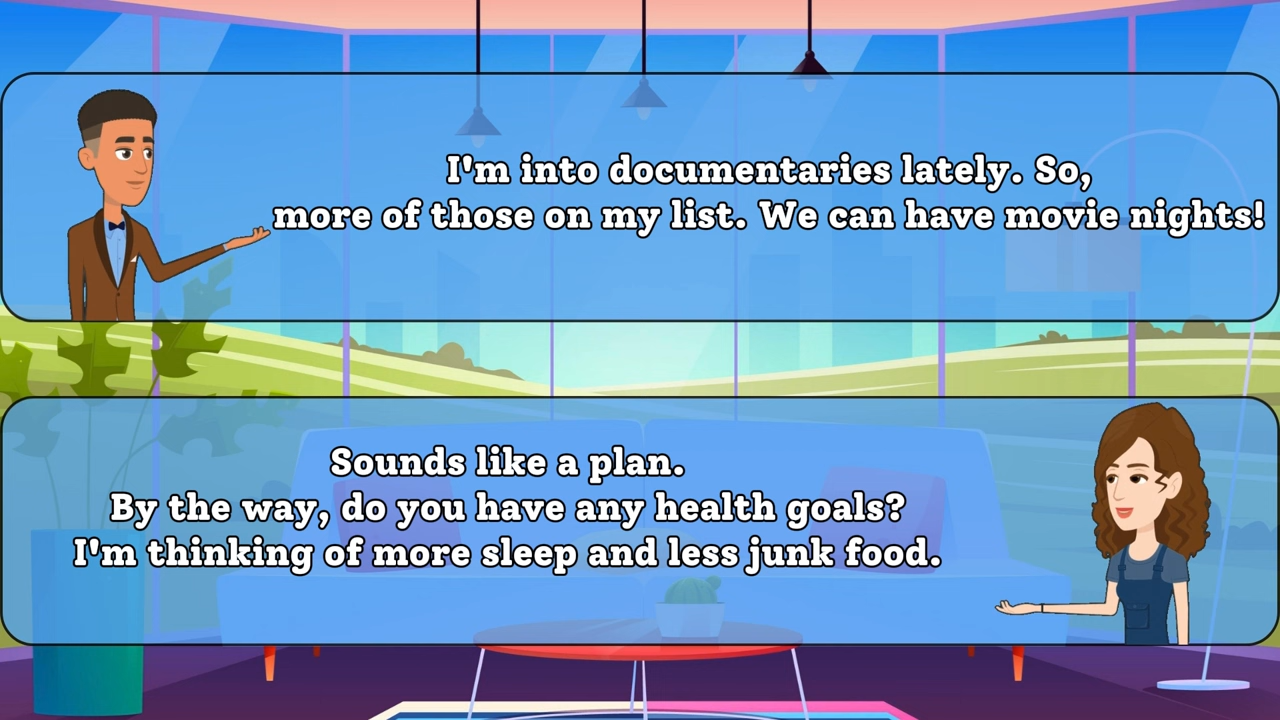 I'm into documentaries lately. So,
more of those on my list. We can have movie nights!
Sounds like a plan.
By the way, do you have any health goals?
I'm thinking of more sleep and less junk food.